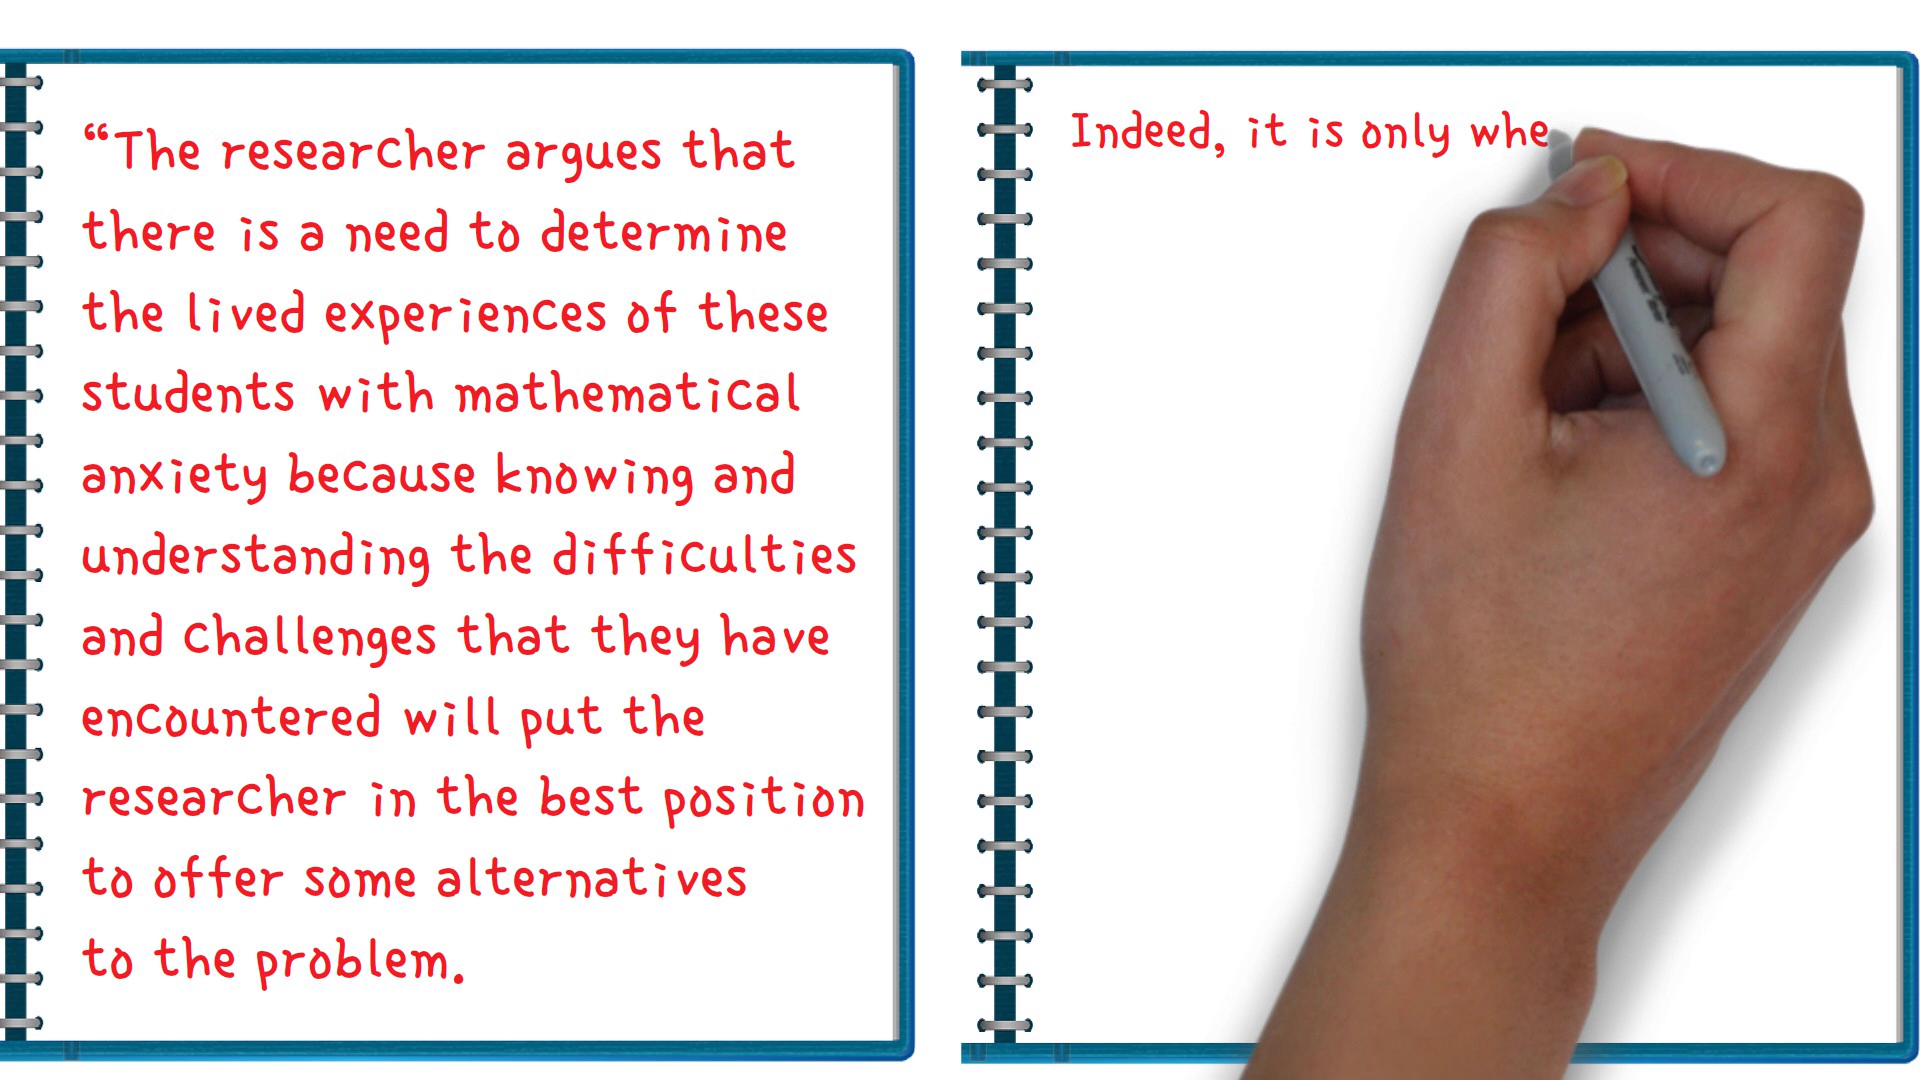 “The researcher argues that
there is a need to determine
the lived experiences of these
students with mathematical
anxiety because knowing and
understanding the difficulties
and challenges that they have
encountered will put the
researcher in the best position
to offer some alternatives
to the problem.
Indeed, it is only whe